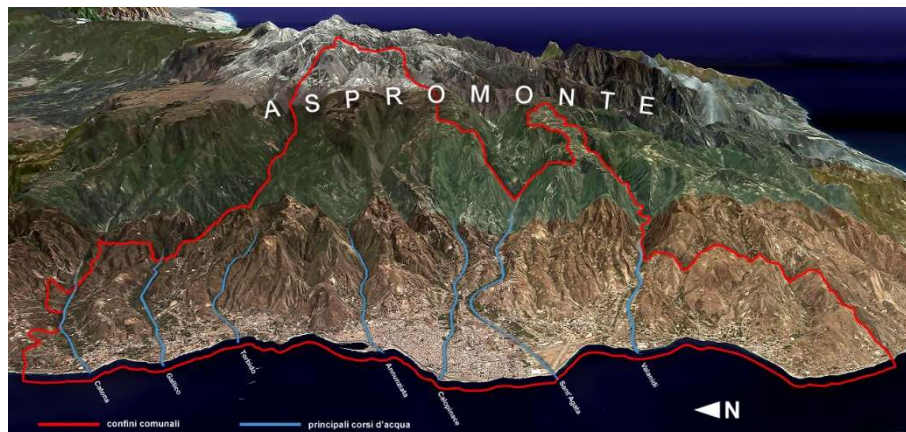 ASPROMONTE
Catona
Gallico
Torbido
Annunziata
Calopinace
Sant'Agata
Valanidi
N
confini comunali
principali corsi d'acqua